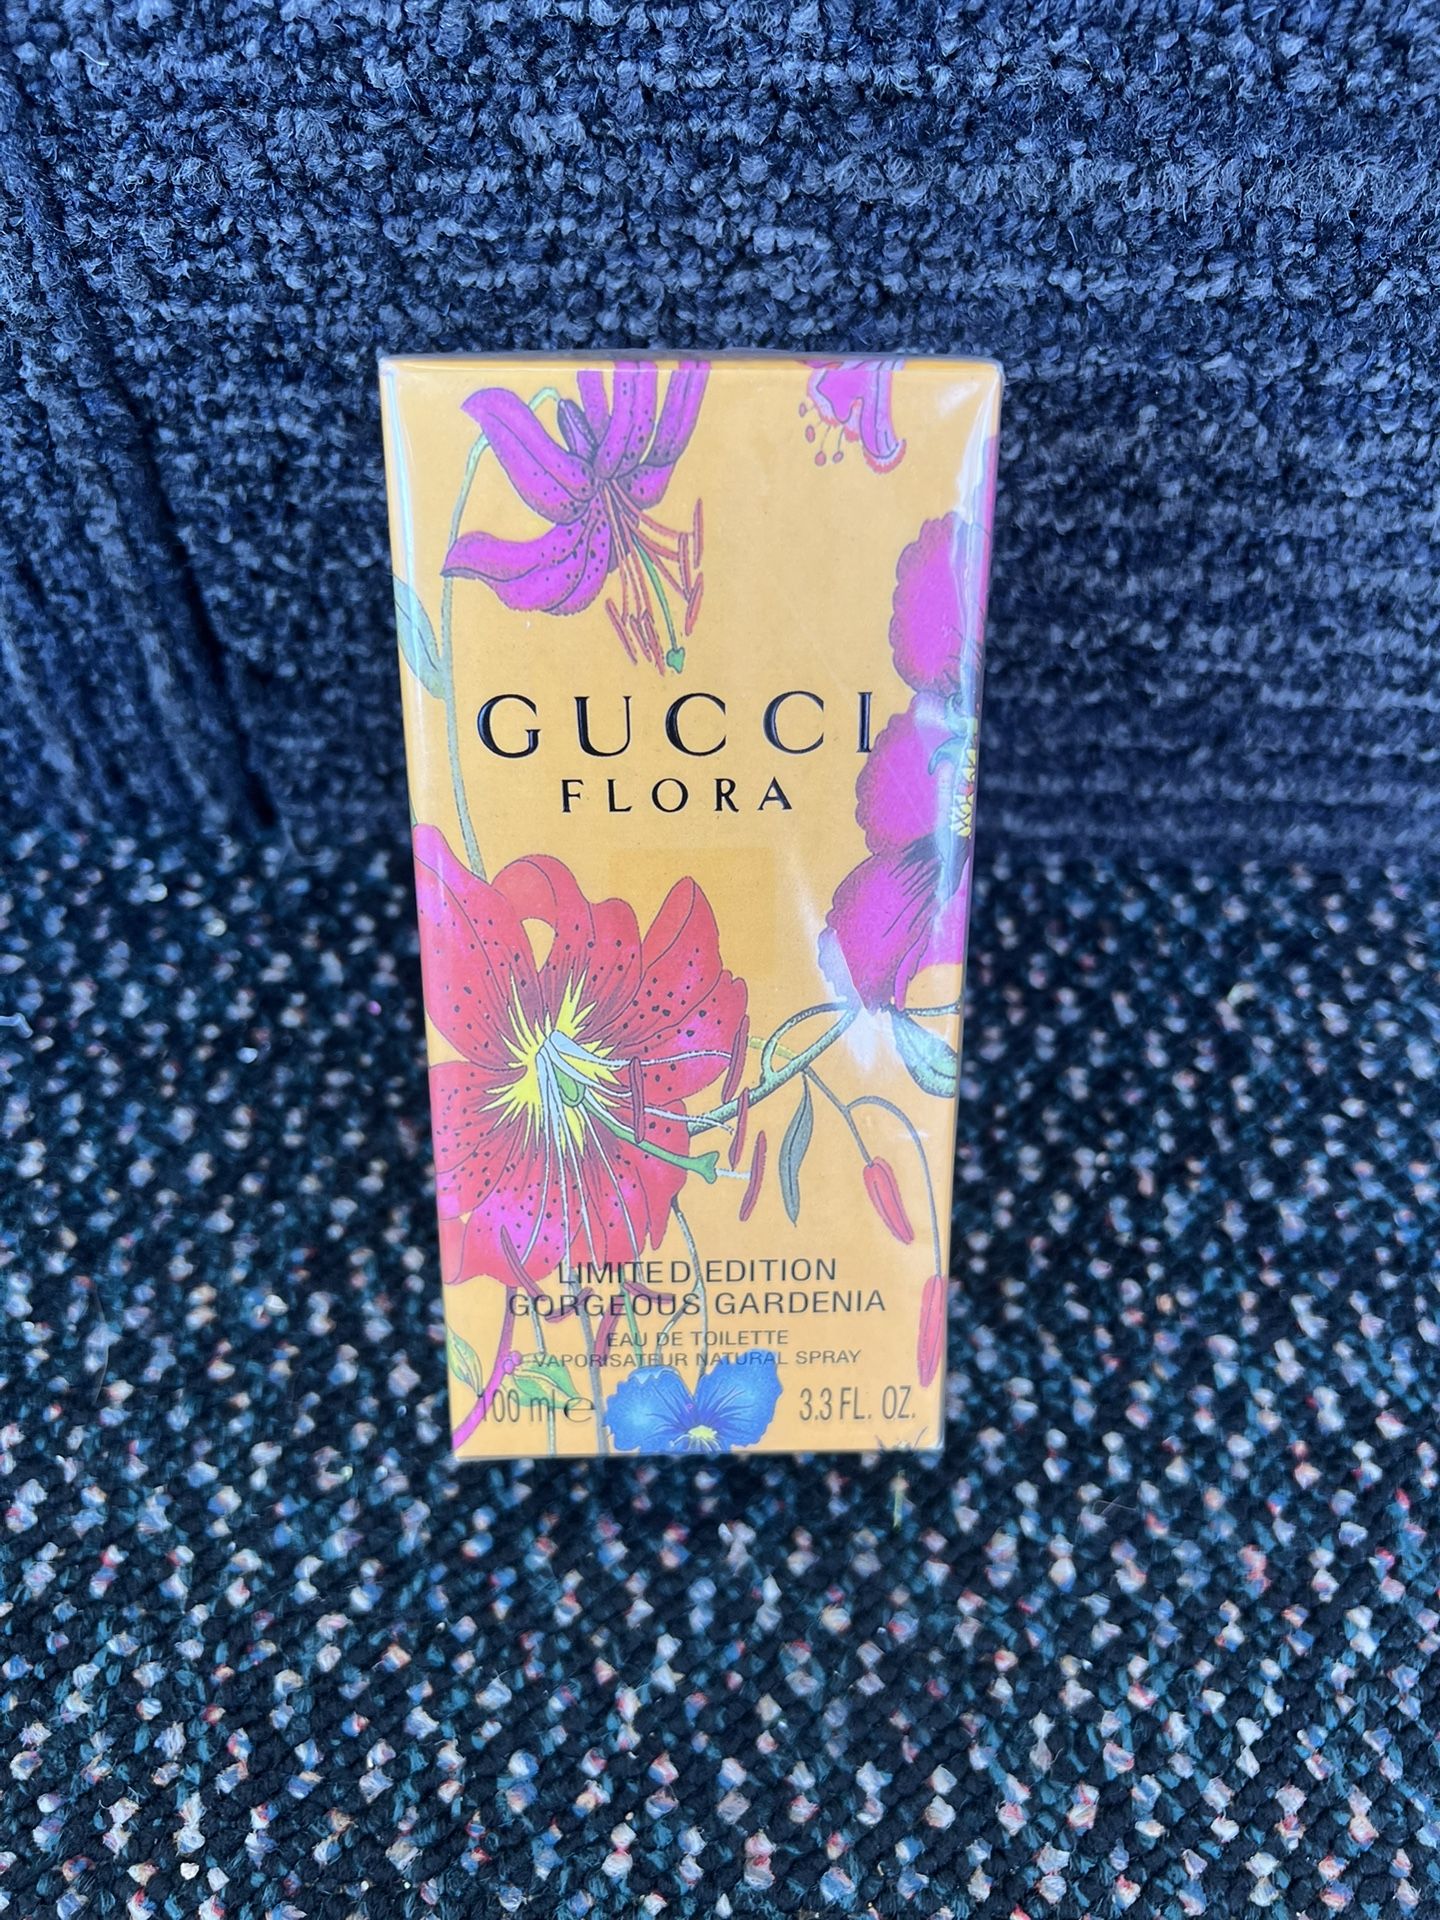 GUCCI
FLORA
LIMITED EDITION
GORGEOUS GARDENIA
EAU DE TOILETTE
VAPORISATEUR NATURAL SPRAY
100 ml e 3.3 FL. OZ.